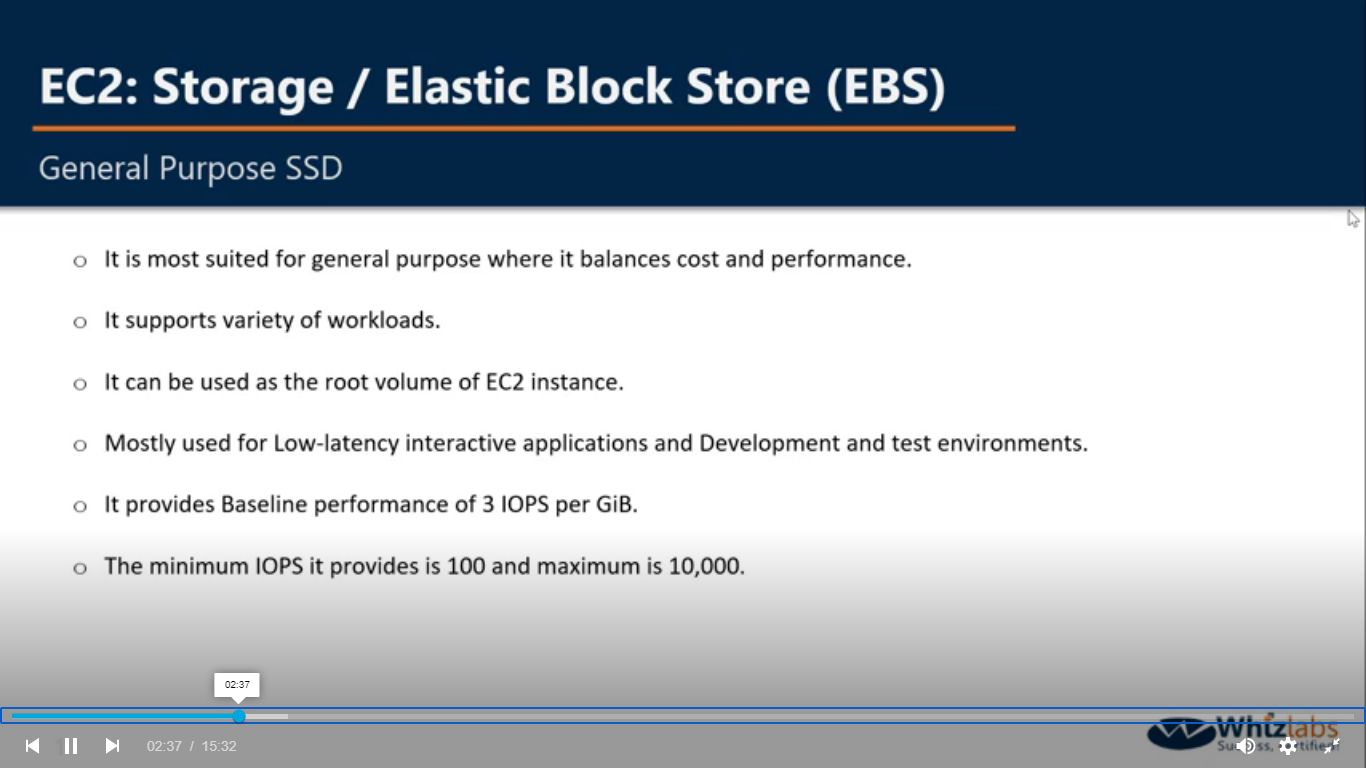 EC2: Storage / Elastic Block Store (EBS)
General Purpose SSD
o It is most suited for general purpose where it balances cost and performance.
o It supports variety of workloads.
o It can be used as the root volume of EC2 instance.
o Mostly used for Low-latency interactive applications and Development and test environments.
o It provides Baseline performance of 3 IOPS per GiB.
o The minimum IOPS it provides is 100 and maximum is 10,000.
02:37
Whizlabs
02:37 / 15:32